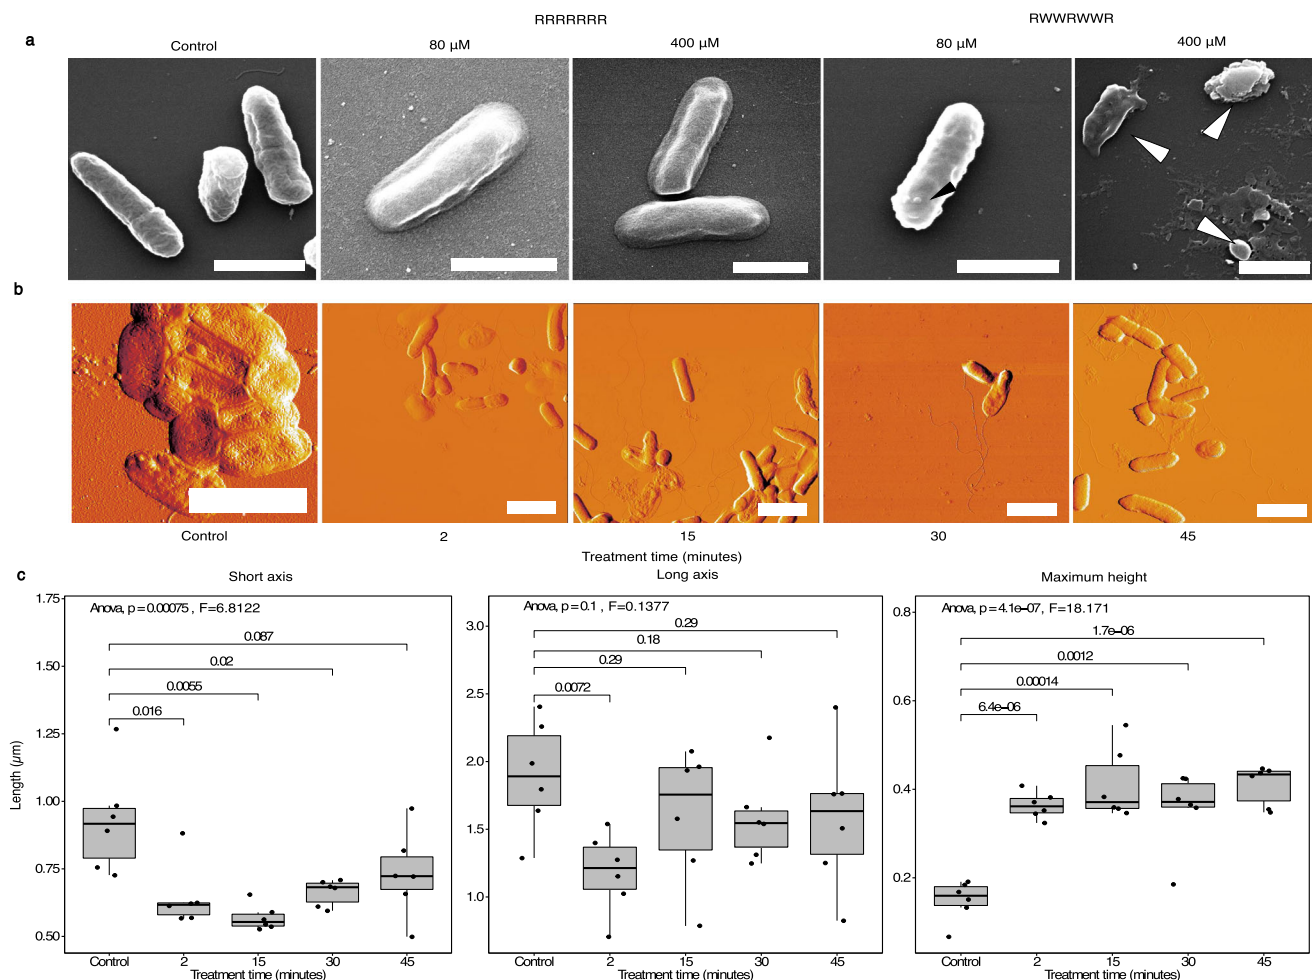 RRRRRRR RWWRWWR
a
Control 80 µM 400 µM 80 µM 400 µM
b
Control 2 15 30 45
Treatment time (minutes)
c
Short axis
Length (µm)
1.75
1.50
1.25
1.00
0.75
0.50
Anova, p=0.00075, F=6.8122
0.087
0.02
0.0055
0.016
Control 2 15 30 45
Treatment time (minutes)
Long axis
3.0
2.5
2.0
1.5
1.0
Anova, p=0.1, F=0.1377
0.29
0.18
0.29
0.0072
Control 2 15 30 45
Treatment time (minutes)
Maximum height
0.8
0.6
0.4
0.2
Anova, p=4.1e−07, F=18.171
1.7e−06
0.0012
0.00014
6.4e−06
Control 2 15 30 45
Treatment time (minutes)